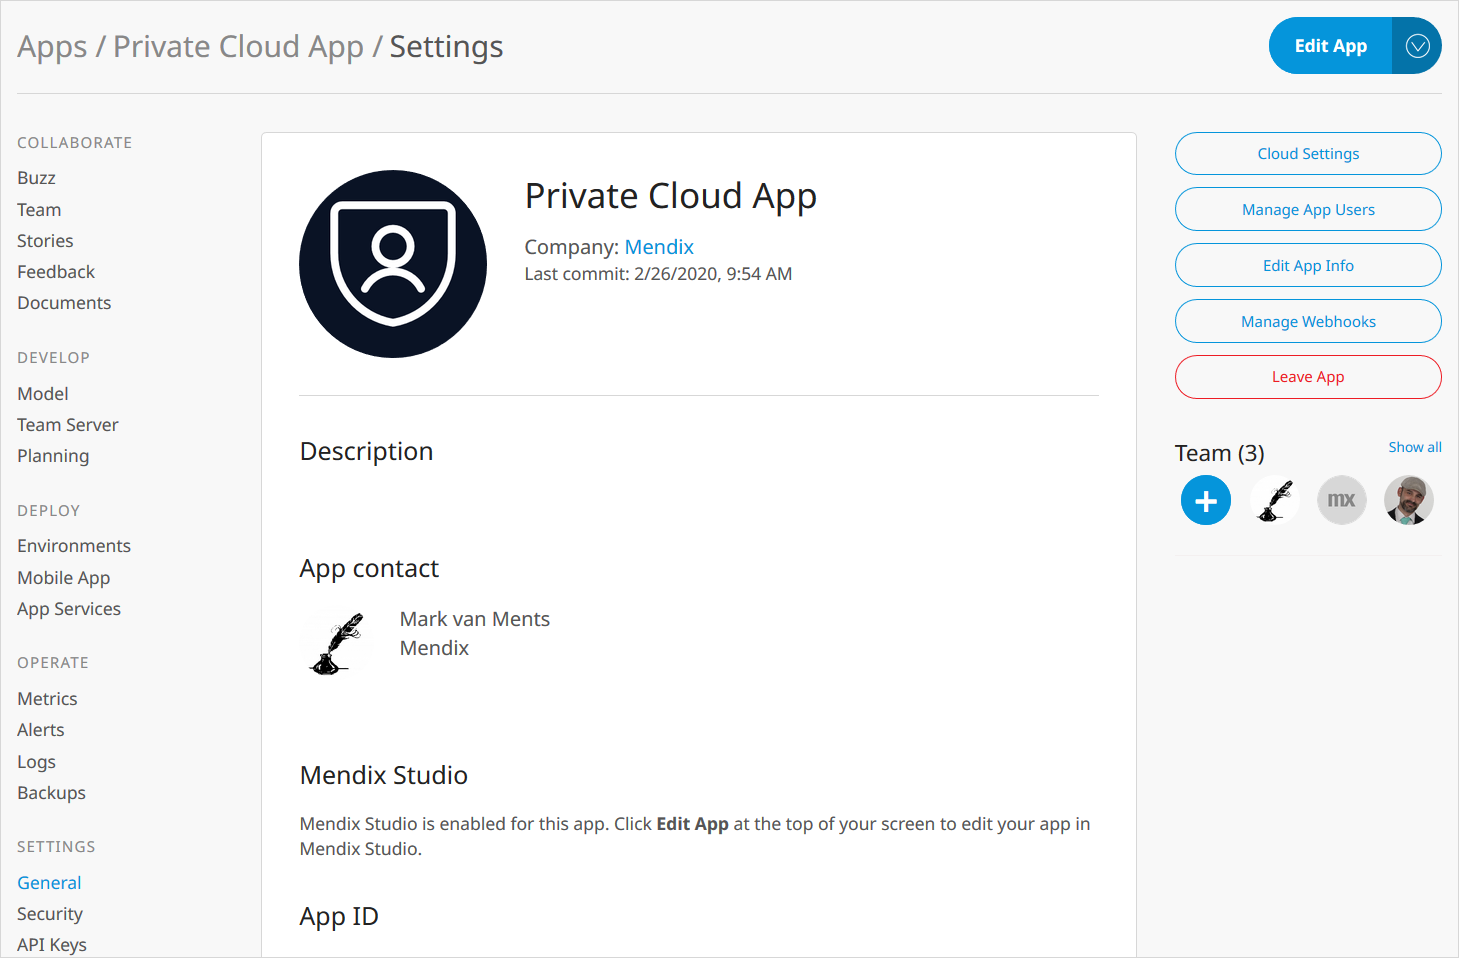 Apps / Private Cloud App / Settings
Edit App
COLLABORATE
Buzz
Team
Stories
Feedback
Documents
DEVELOP
Model
Team Server
Planning
DEPLOY
Environments
Mobile App
App Services
OPERATE
Metrics
Alerts
Logs
Backups
SETTINGS
General
Security
API Keys
Private Cloud App
Company: Mendix
Last commit: 2/26/2020, 9:54 AM
Description
App contact
Mark van Ments
Mendix
Mendix Studio
Mendix Studio is enabled for this app. Click Edit App at the top of your screen to edit your app in
Mendix Studio.
App ID
Cloud Settings
Manage App Users
Edit App Info
Manage Webhooks
Leave App
Team (3)
Show all
mx